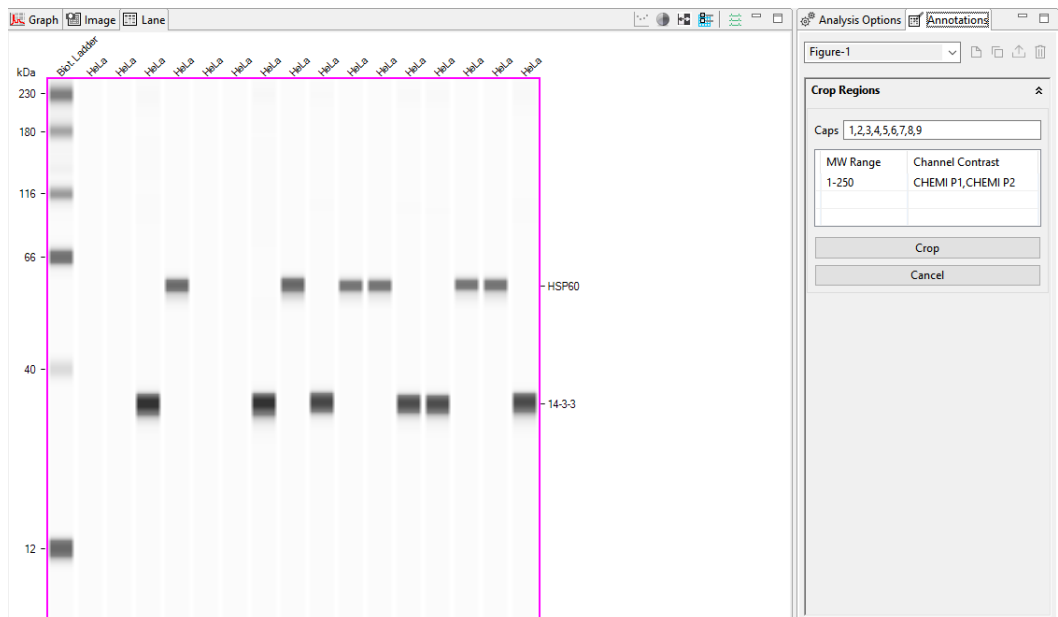 Graph Image Lane
Analysis Options Annotations
kDa
Biot. Ladder HeLa HeLa HeLa HeLa HeLa HeLa HeLa HeLa HeLa HeLa HeLa HeLa HeLa HeLa HeLa HeLa
230
180
116
66
40
12
HSP60
14-3-3
Figure-1
Crop Regions
Caps 1,2,3,4,5,6,7,8,9
MW Range Channel Contrast
1-250 CHEMI P1,CHEMI P2
Crop
Cancel